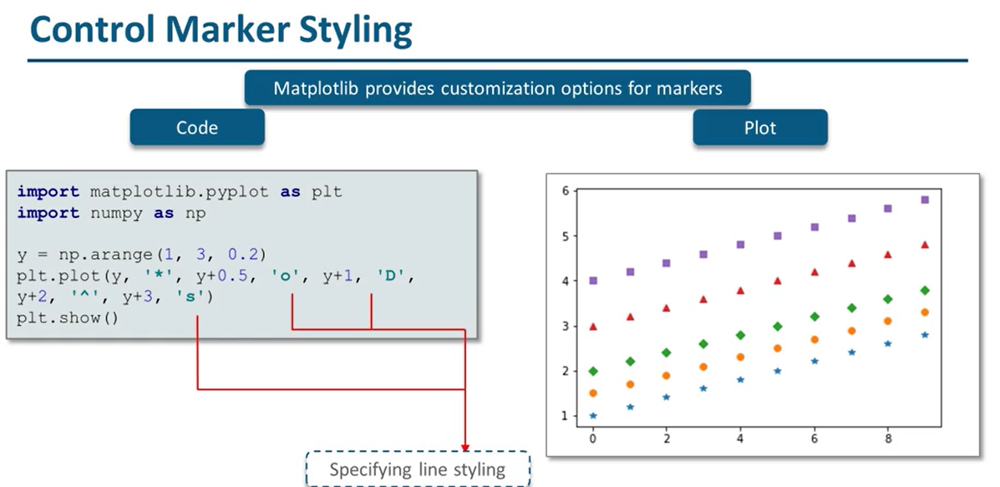 Control Marker Styling
Matplotlib provides customization options for markers
Code
Plot
import matplotlib.pyplot as plt
import numpy as np
y = np.arange(1, 3, 0.2)
plt.plot(y, '*', y+0.5, 'o', y+1, 'D',
y+2, '^', y+3, 's')
plt.show()
6
5
4
3
2
1
0 2 4 6 8
Specifying line styling